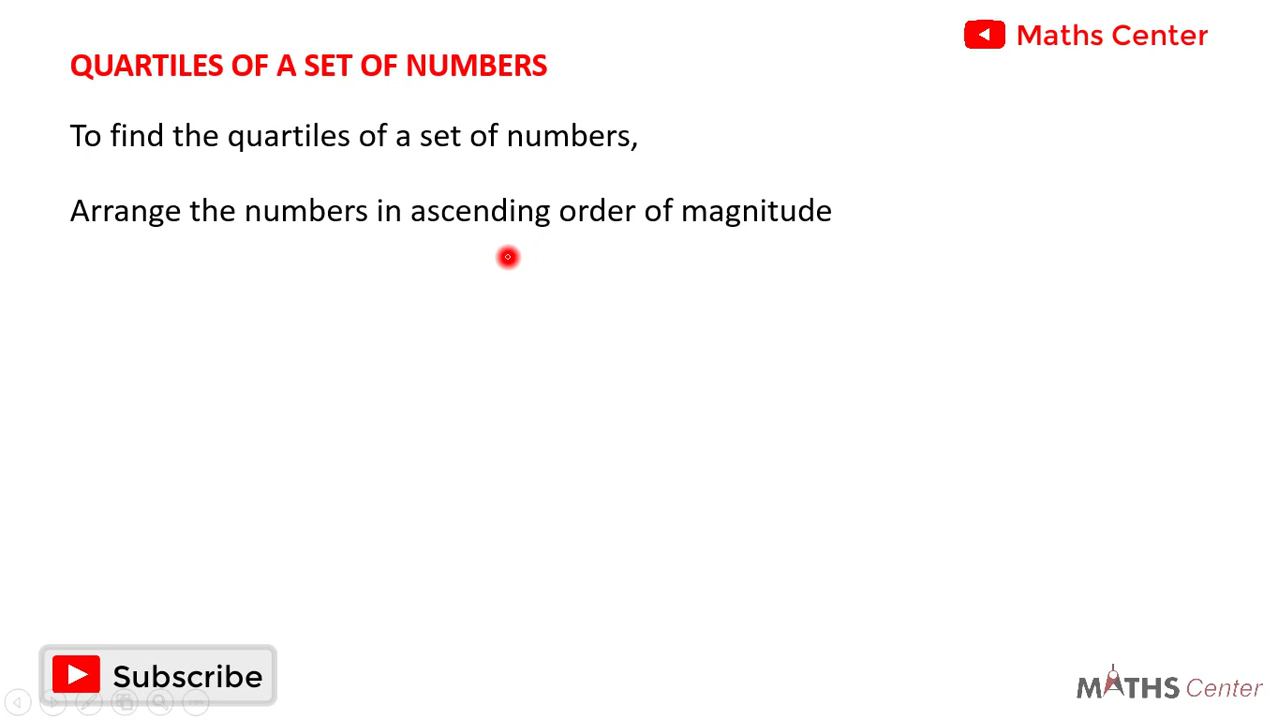 Maths Center
QUARTILES OF A SET OF NUMBERS
To find the quartiles of a set of numbers,
Arrange the numbers in ascending order of magnitude
Subscribe
MATHS Center